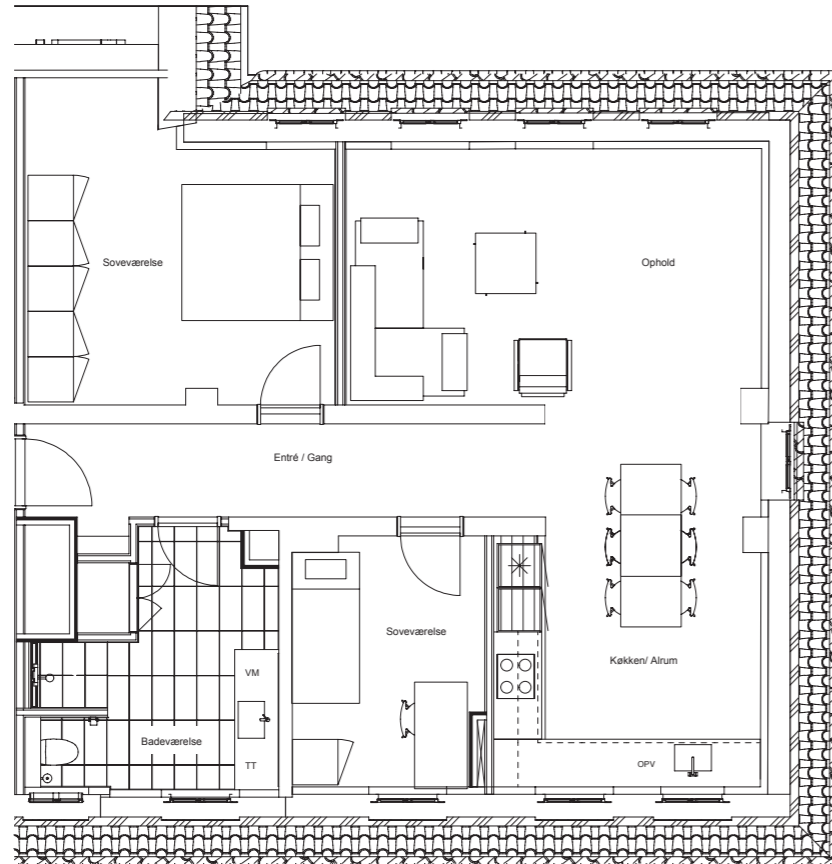 Soveværelse
Ophold
Entré / Gang
Soveværelse
Køkken/ Alrum
VM
Badeværelse
TT
OPV